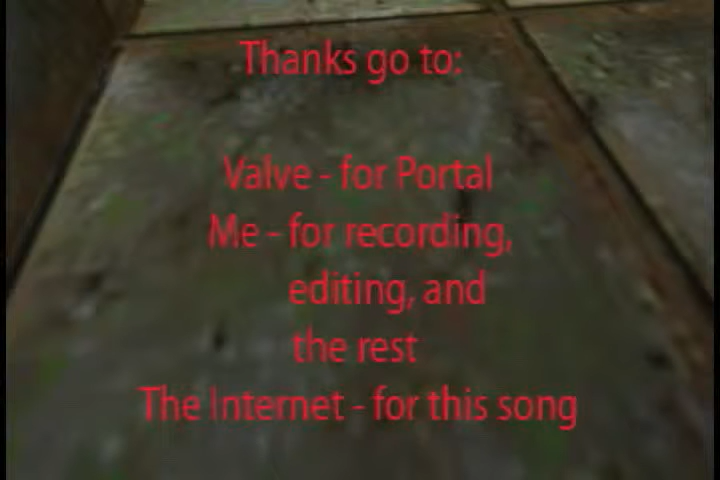 Thanks go to:
Valve - for Portal
Me - for recording,
editing, and
the rest
The Internet - for this song